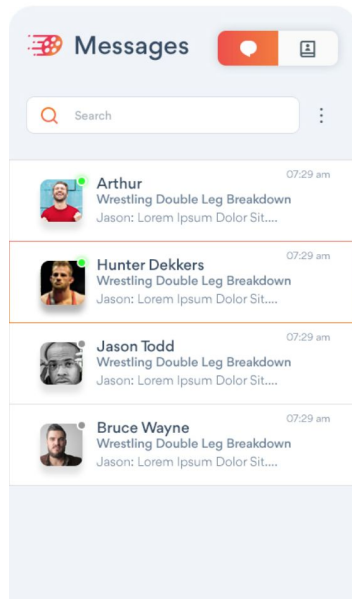 Messages
Search
07:29 am
Arthur
Wrestling Double Leg Breakdown
Jason: Lorem Ipsum Dolor Sit....
07:29 am
Hunter Dekkers
Wrestling Double Leg Breakdown
Jason: Lorem Ipsum Dolor Sit....
07:29 am
Jason Todd
Wrestling Double Leg Breakdown
Jason: Lorem Ipsum Dolor Sit....
07:29 am
Bruce Wayne
Wrestling Double Leg Breakdown
Jason: Lorem Ipsum Dolor Sit....